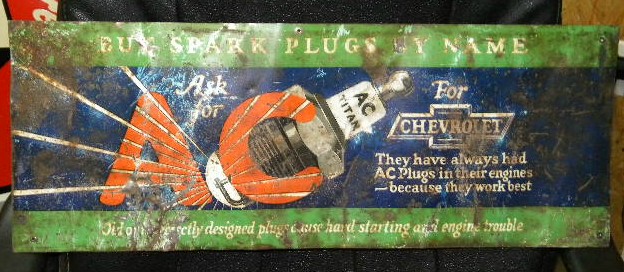 BUY SPARK PLUGS BY NAME
Ask
for
AC
AC
TITAN
For
CHEVROLET
They have always had
AC Plugs in their engines
—because they work best
designed plugs cause hard starting and engine trouble